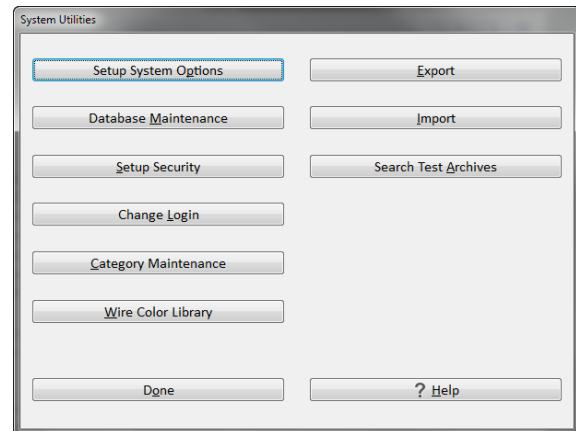 System Utilities
Setup System Options
Database Maintenance
Setup Security
Change Login
Category Maintenance
Wire Color Library
Done
Export
Import
Search Test Archives
? Help